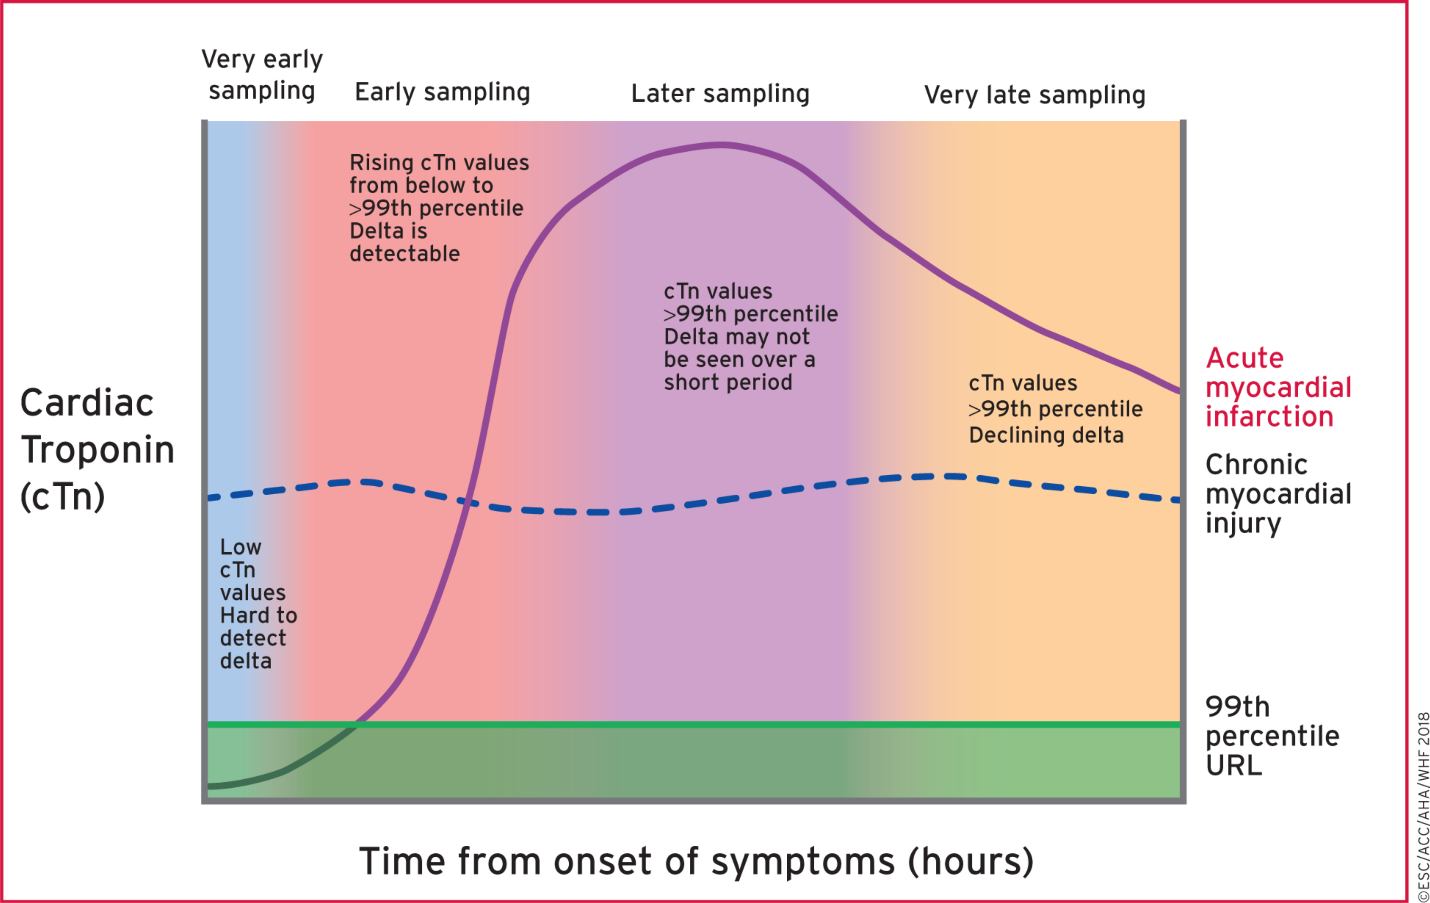 Very early
sampling
Early sampling
Later sampling
Very late sampling
Rising cTn values
from below to
>99th percentile
Delta is
detectable
cTn values
>99th percentile
Delta may not
be seen over a
short period
cTn values
>99th percentile
Declining delta
Low
cTn
values
Hard to
detect
delta
Cardiac
Troponin
(cTn)
Acute
myocardial
infarction
Chronic
myocardial
injury
99th
percentile
URL
Time from onset of symptoms (hours)
©ESC/ACC/AHA/WHF 2018